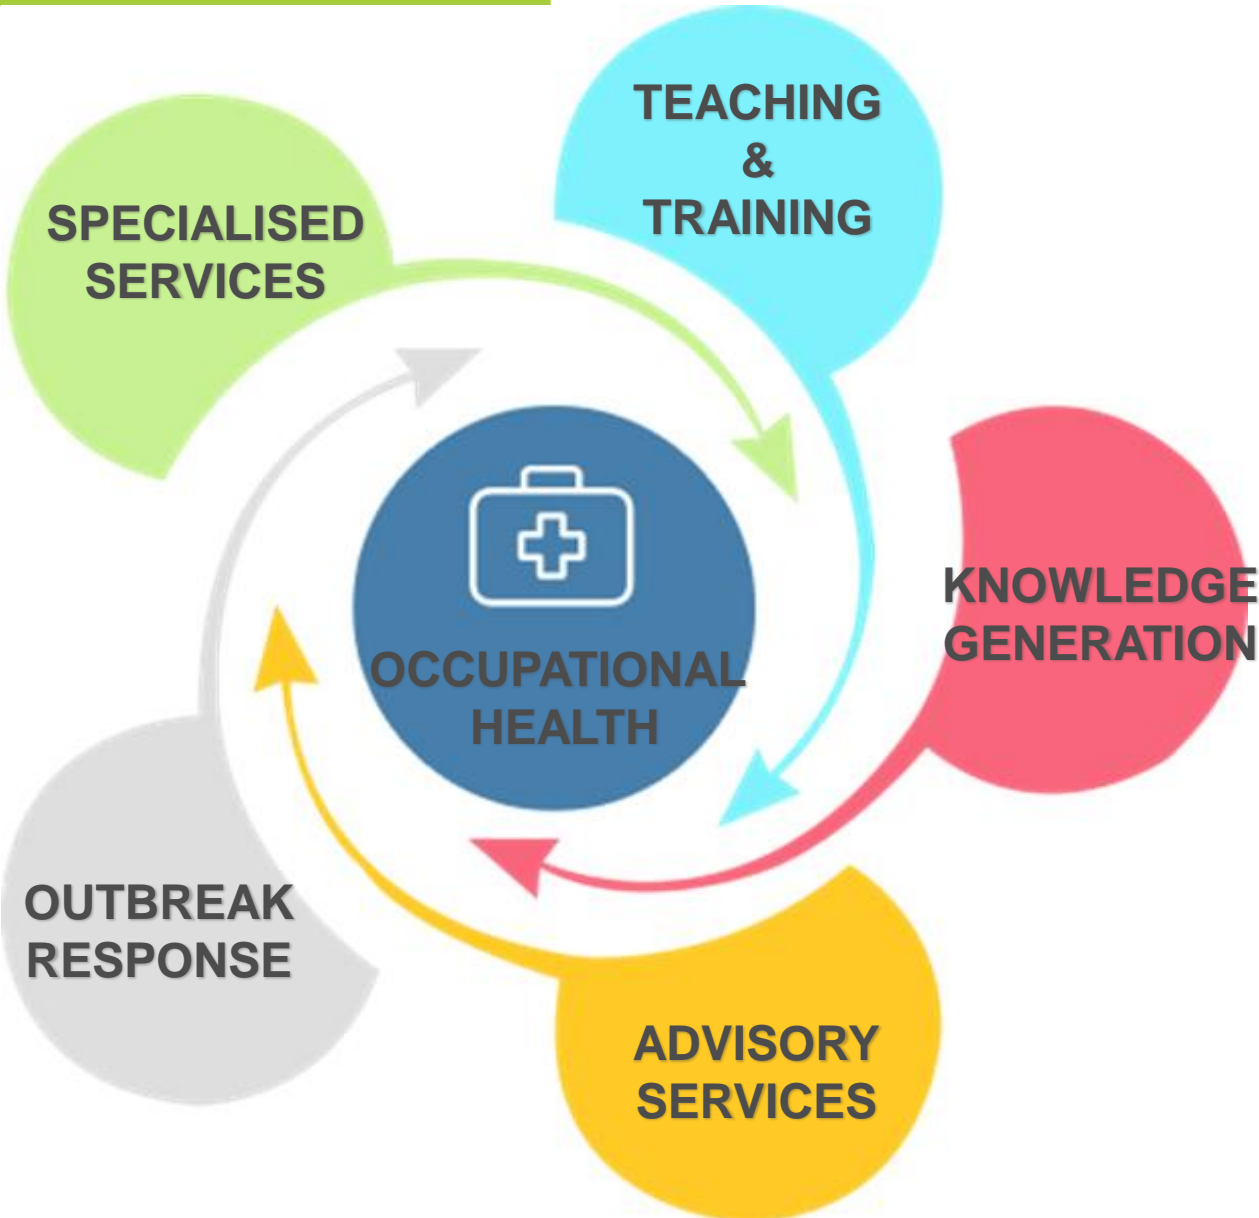 TEACHING
&
TRAINING
SPECIALISED
SERVICES
KNOWLEDGE
GENERATION
OCCUPATIONAL
HEALTH
OUTBREAK
RESPONSE
ADVISORY
SERVICES